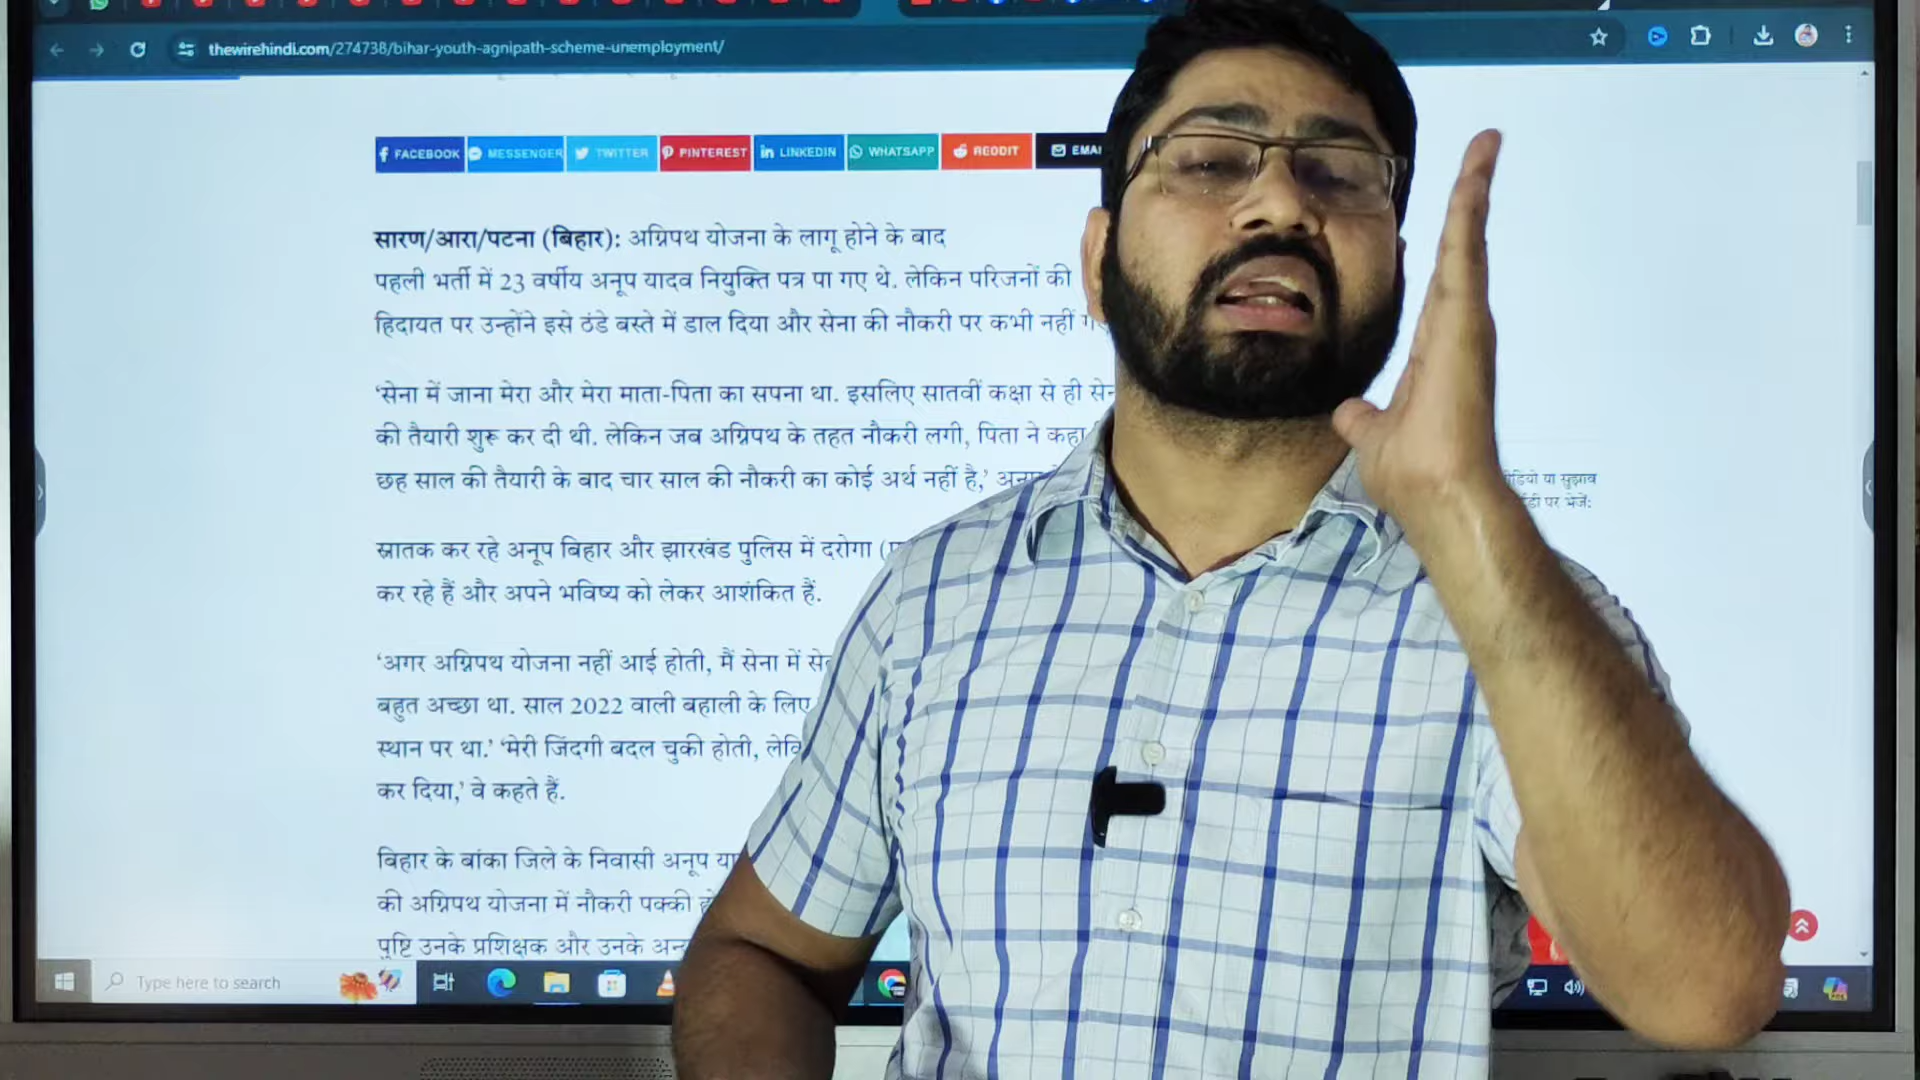 thewirehindi.com/274738/bihar-youth-agnipath-scheme-unemployment/
FACEBOOK MESSENGER TWITTER PINTEREST LINKEDIN WHATSAPP REDDIT
सारण/आरा/पटना (बिहार): अग्निपथ योजना के लागू होने के बाद
पहली भर्ती में 23 वर्षीय अनूप यादव नियुक्ति पत्र पा गए थे. लेकिन परिजनों की
हिदायत पर उन्होंने इसे ठंडे बस्ते में डाल दिया और सेना की नौकरी पर कभी नहीं
‘सेना में जाना मेरा और मेरा माता-पिता का सपना था. इसलिए सातवीं कक्षा से ही
की तैयारी शुरू कर दी थी. लेकिन जब अग्निपथ के तहत नौकरी लगी, पिता ने कहा
छह साल की तैयारी के बाद चार साल की नौकरी का कोई अर्थ नहीं है,’
डियो या सुझाव
पर भेजें:
स्नातक कर रहे अनूप बिहार और झारखंड पुलिस में दरोगा
कर रहे हैं और अपने भविष्य को लेकर आशंकित हैं.
‘अगर अग्निपथ योजना नहीं आई होती, मैं सेना में
बहुत अच्छा था. साल 2022 वाली बहाली के लिए
स्थान पर था.’ ‘मेरी जिंदगी बदल चुकी होती,
कर दिया,’ वे कहते हैं.
बिहार के बांका जिले के निवासी अनूप
की अग्निपथ योजना में नौकरी पक्की
पुष्टि उनके प्रशिक्षक और उनके
Type here to search